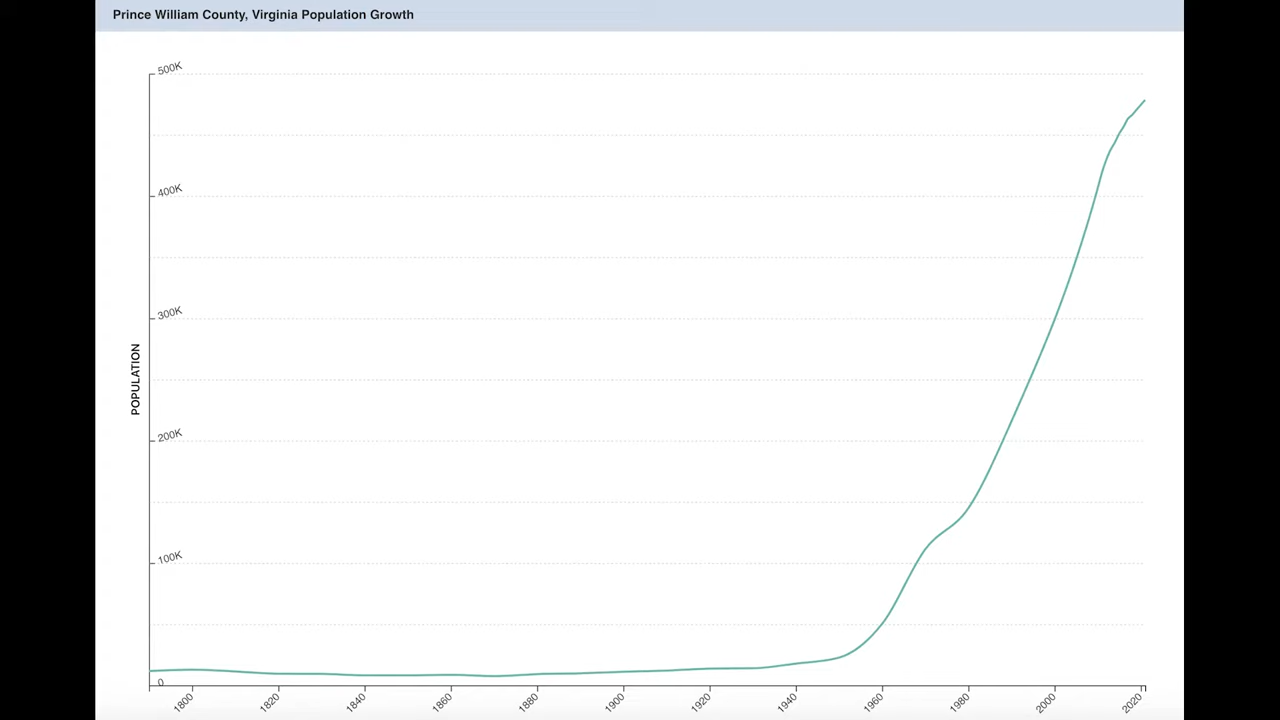 Prince William County, Virginia Population Growth
500K
400K
300K
200K
100K
0
POPULATION
1800 1820 1840 1860 1880 1900 1920 1940 1960 1980 2000 2020